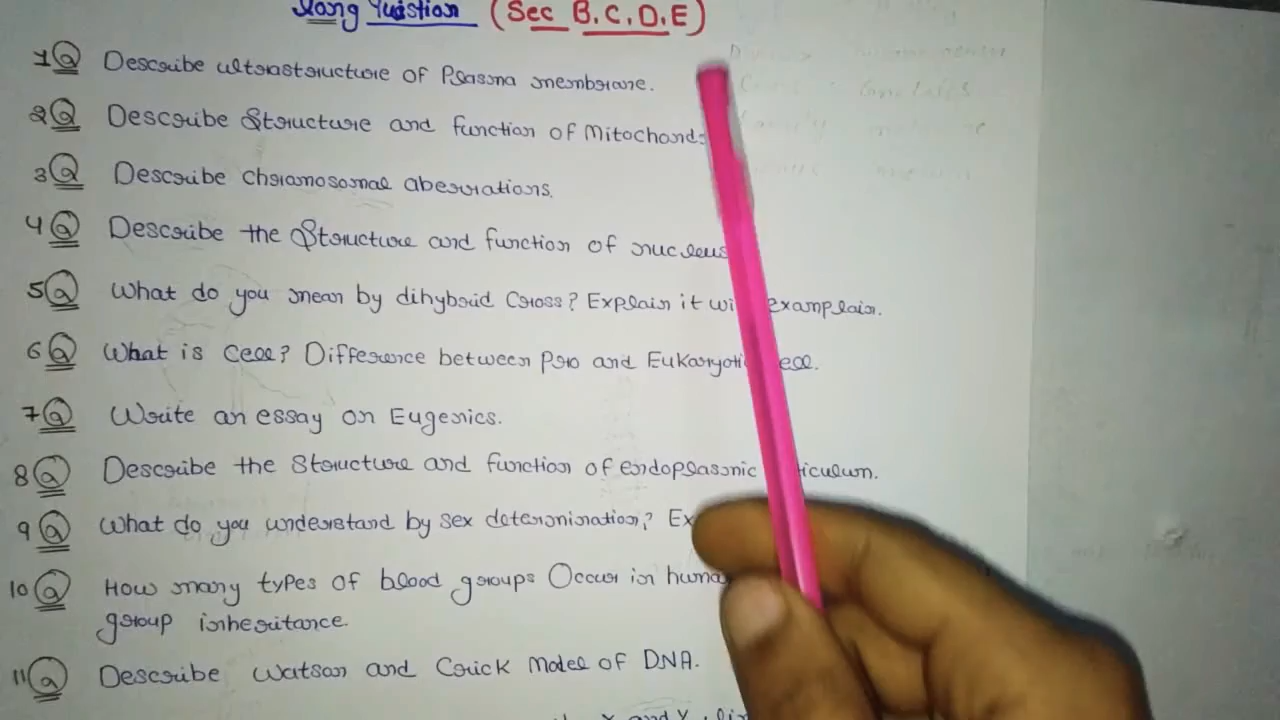 Long Question (Sec B.C.D.E)
1Q Describe ultrastructure of Plasma membrane.
2Q Describe Structure and function of Mitochond
3Q Describe chromosomal aberrations.
4Q Describe the Structure and function of nucleus
5Q What do you mean by dihybrid Cross? Explain it wi examplain.
6Q What is Cell? Difference between Pro and Eukaryoti ell.
7Q Write an essay on Eugenics.
8Q Describe the Structure and function of endoplasmic iculum.
9Q What do you understand by sex determination? Ex
10Q How many types of blood groups Occur in huma
group inheritance.
11Q Describe Watson and Crick Model of DNA.
X and Y